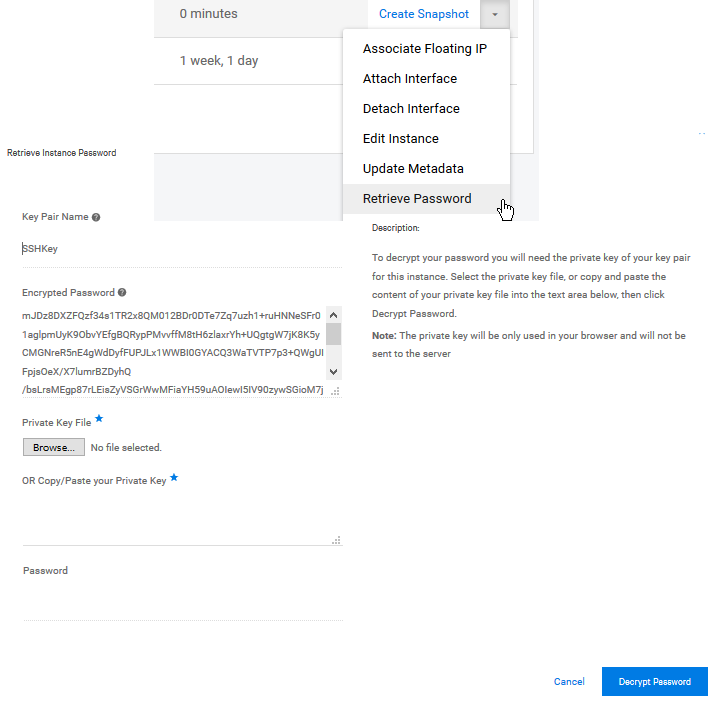 0 minutes
Create Snapshot
Associate Floating IP
1 week, 1 day
Attach Interface
Detach Interface
Edit Instance
Update Metadata
Retrieve Password
Retrieve Instance Password
Key Pair Name
SSHKey
Encrypted Password
mJDz8DXZFQzf34s1TR2x8QM012BDr0DTe7Zq7uzh1+ruHNNeSFr0
1aglpmUyK9ObvYEfgBQRypPMvvffM8tH6zlaxrYh+UQgtgW7jK8K5y
CMGNreR5nE4gWdDyfFUPJLx1WWBI0GYACQ3WaTVTP7p3+QWgUI
FpjsOeX/X7lumrBZDyhQ
/bsLrsMEgp87rLEisZyVSGrWwMFiaYH59uAOIewI5IV90zywSGioM7j
Private Key File
Browse... No file selected.
OR Copy/Paste your Private Key
Password
Description:
To decrypt your password you will need the private key of your key pair
for this instance. Select the private key file, or copy and paste the
content of your private key file into the text area below, then click
Decrypt Password.
Note: The private key will be only used in your browser and will not be
sent to the server
Cancel
Decrypt Password